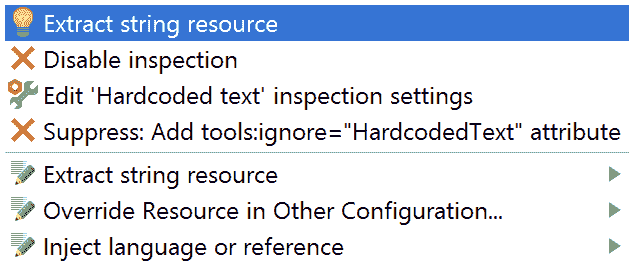 Extract string resource
Disable inspection
Edit 'Hardcoded text' inspection settings
Suppress: Add tools:ignore="HardcodedText" attribute
Extract string resource
Override Resource in Other Configuration...
Inject language or reference